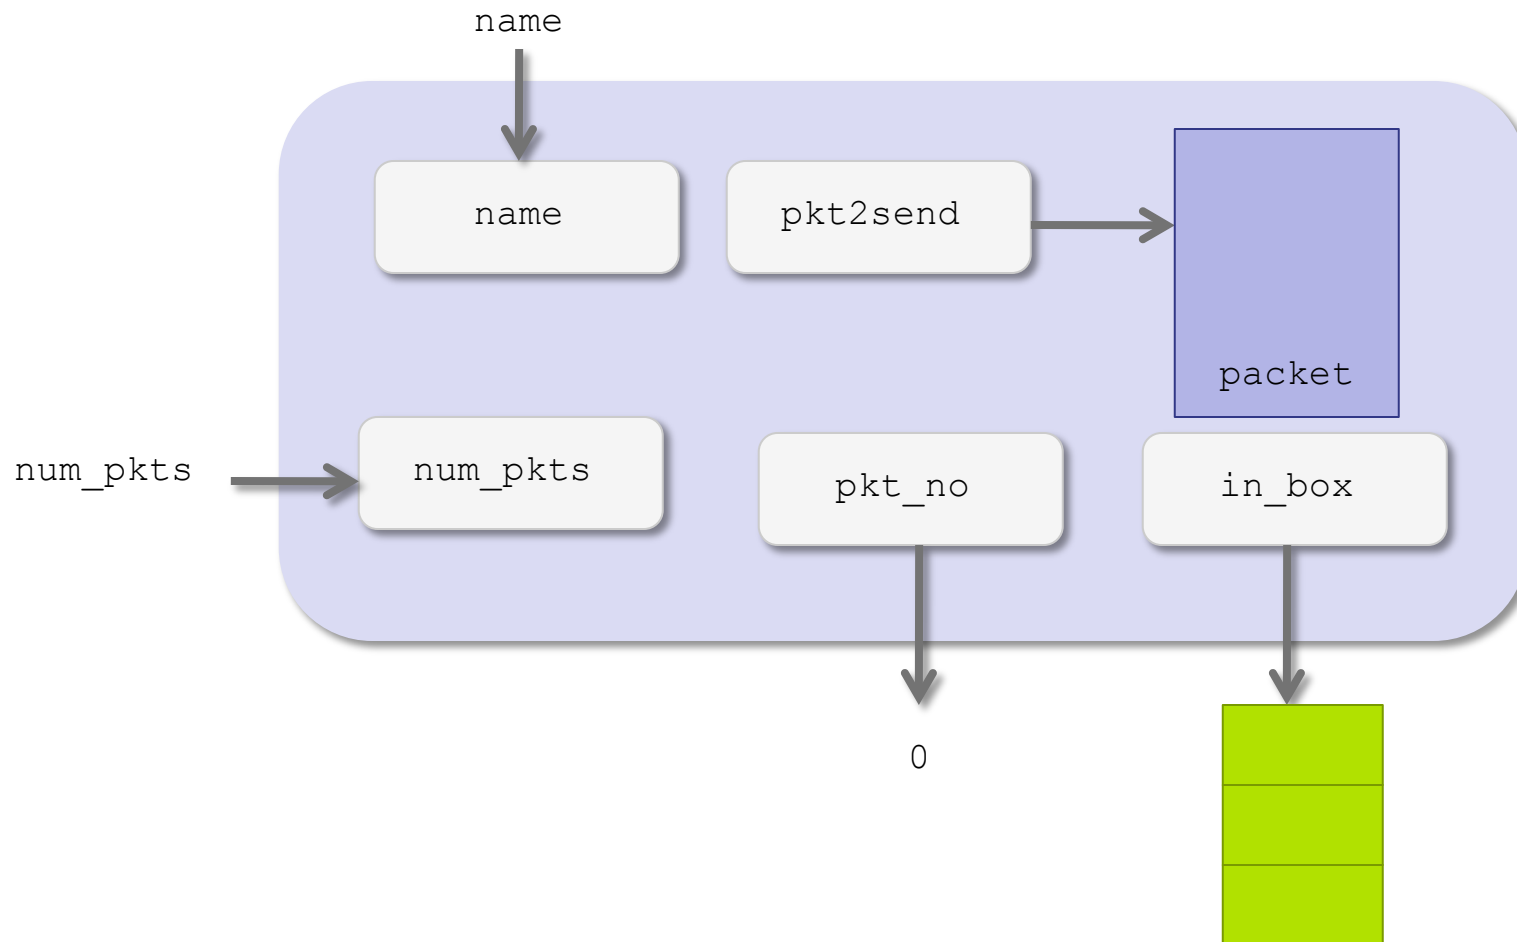 name
name
pkt2send
packet
num_pkts
num_pkts
pkt_no
in_box
0